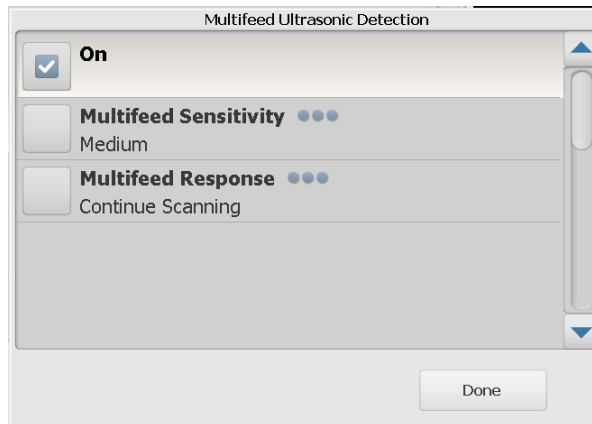 Multifeed Ultrasonic Detection
On
Multifeed Sensitivity
Medium
Multifeed Response
Continue Scanning
Done